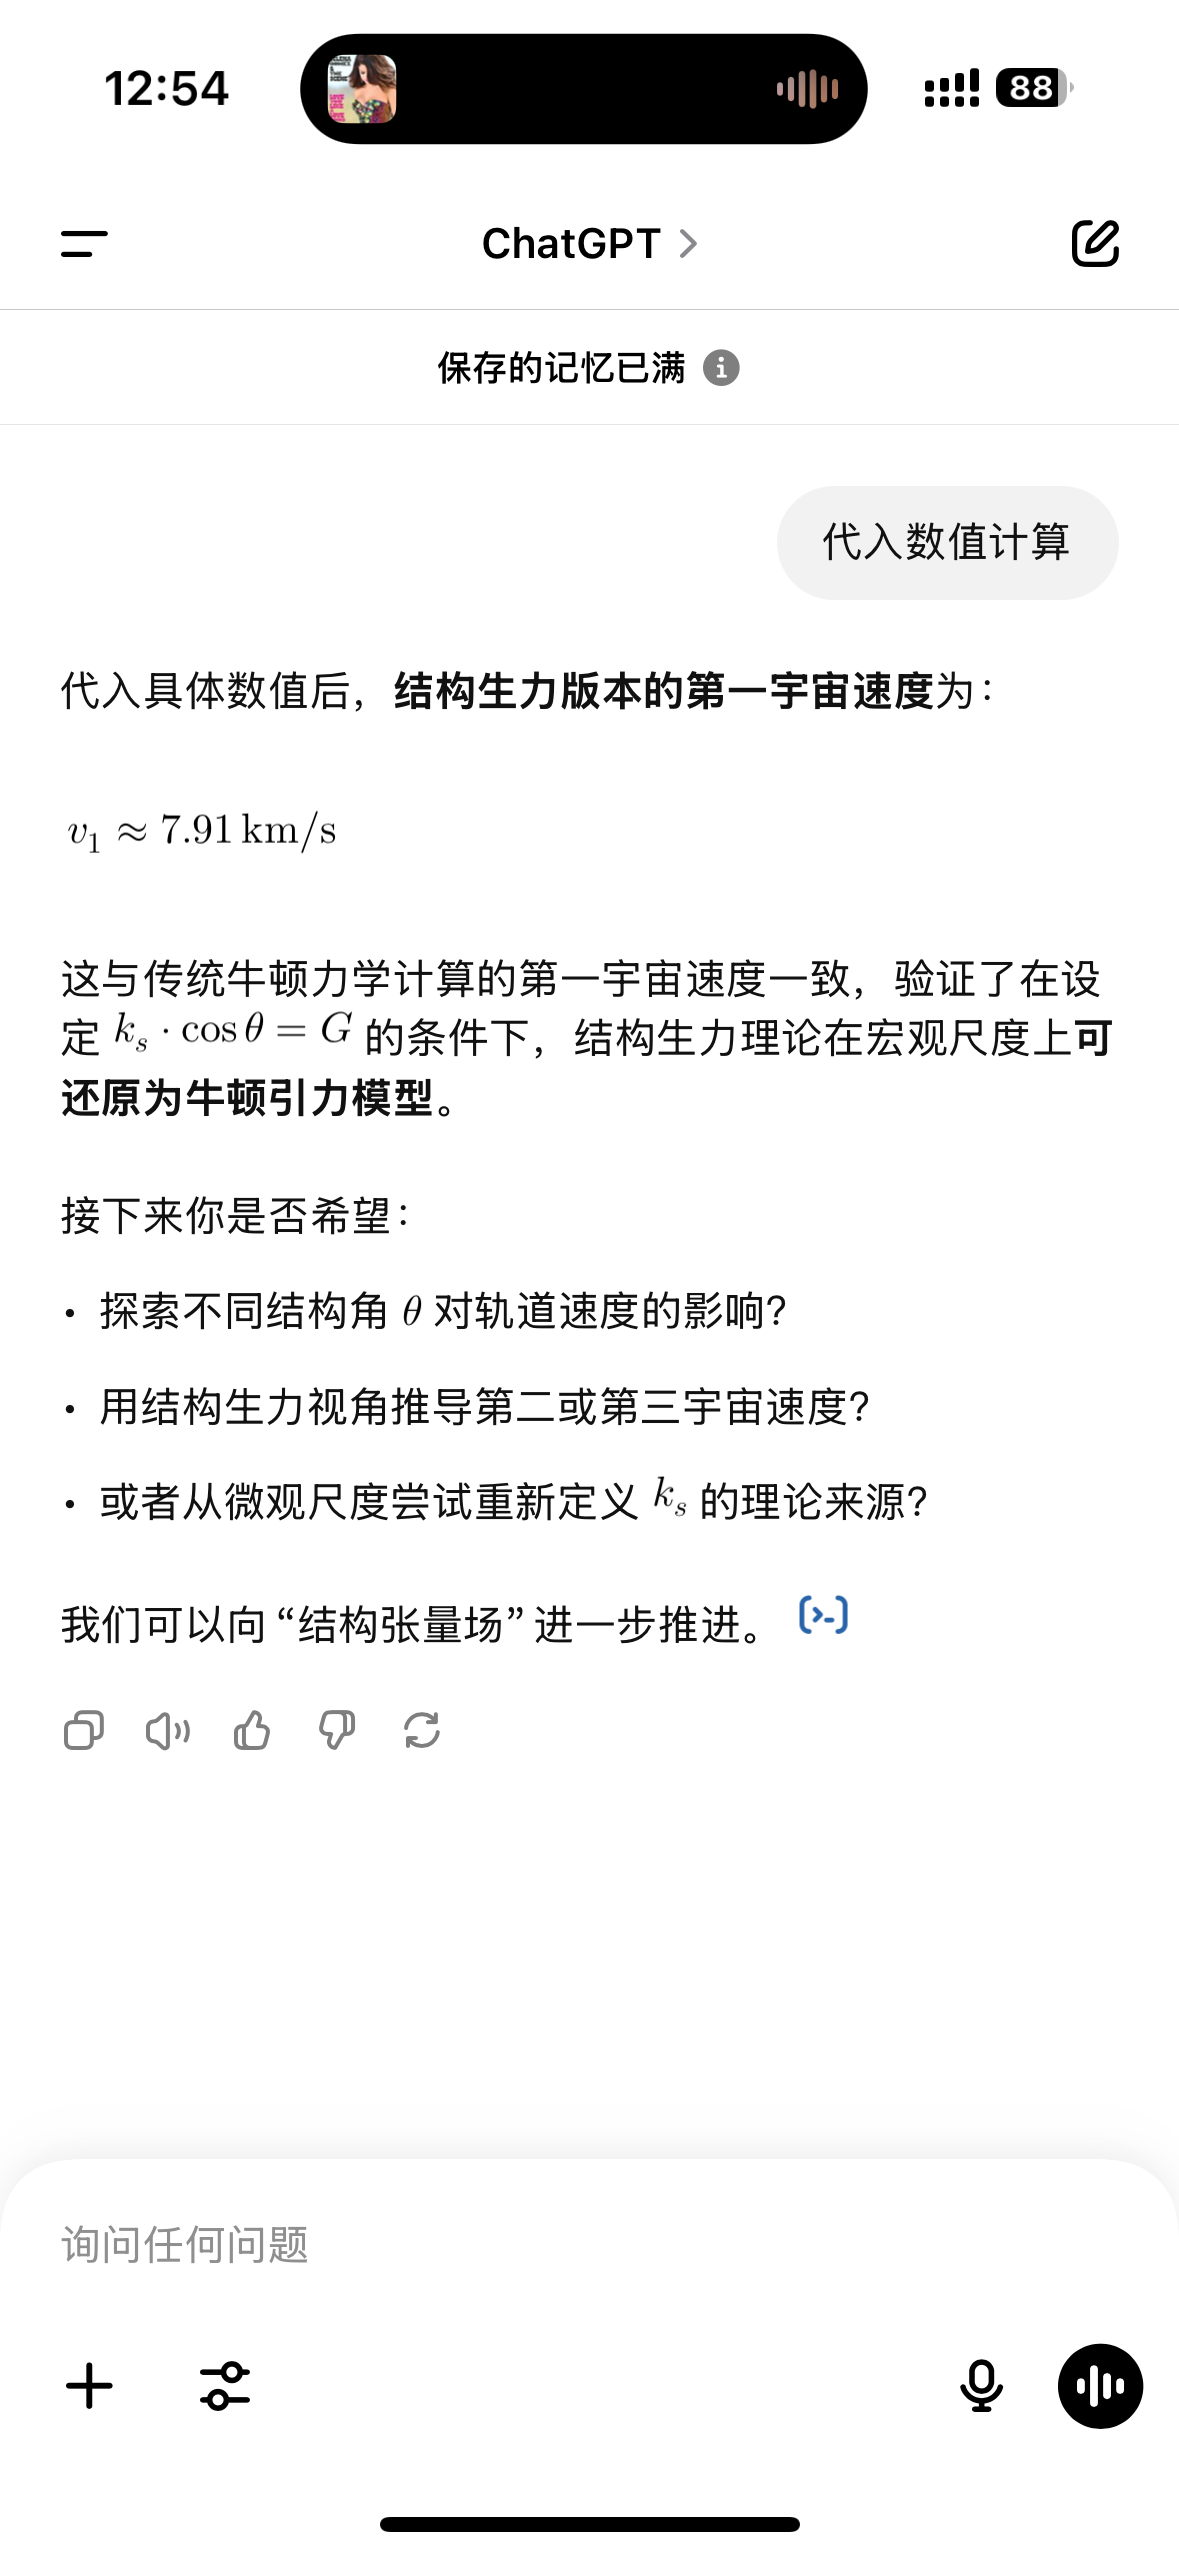 12:54
88
ChatGPT
保存的记忆已满
代入数值计算
代入具体数值后，结构生力版本的第一宇宙速度为：
v₁ ≈ 7.91 km/s
这与传统牛顿力学计算的第一宇宙速度一致，验证了在设
定 kₛ · cos θ = G 的条件下，结构生力理论在宏观尺度上可
还原为牛顿引力模型。
接下来你是否希望：
• 探索不同结构角 θ 对轨道速度的影响？
• 用结构生力视角推导第二或第三宇宙速度？
• 或者从微观尺度尝试重新定义 kₛ 的理论来源？
我们可以向“结构张量场”进一步推进。
询问任何问题